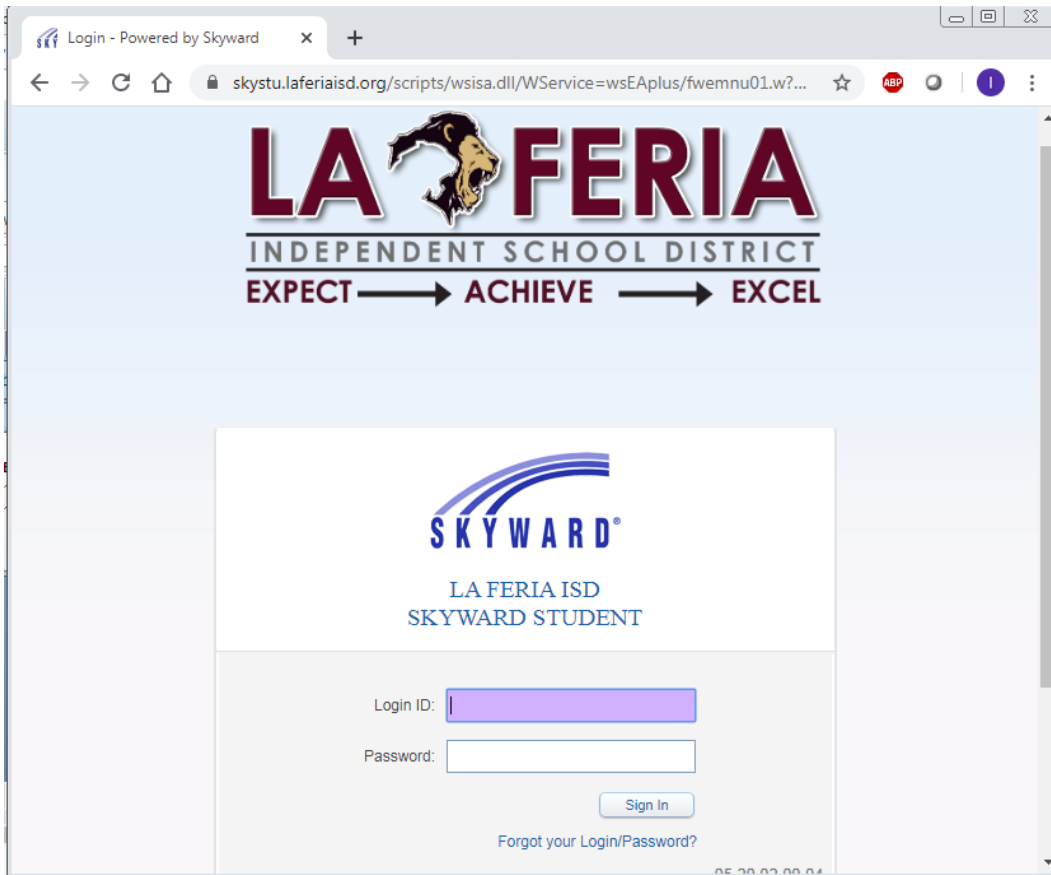 Login - Powered by Skyward
skystu.laferiaisd.org/scripts/wsisa.dll/WService=wsEAplus/fwemnu01.w?...
ABP
I
LA FERIA
INDEPENDENT SCHOOL DISTRICT
EXPECT ACHIEVE EXCEL
SKYWARD®
LA FERIA ISD
SKYWARD STUDENT
Login ID:
Password:
Sign In
Forgot your Login/Password?